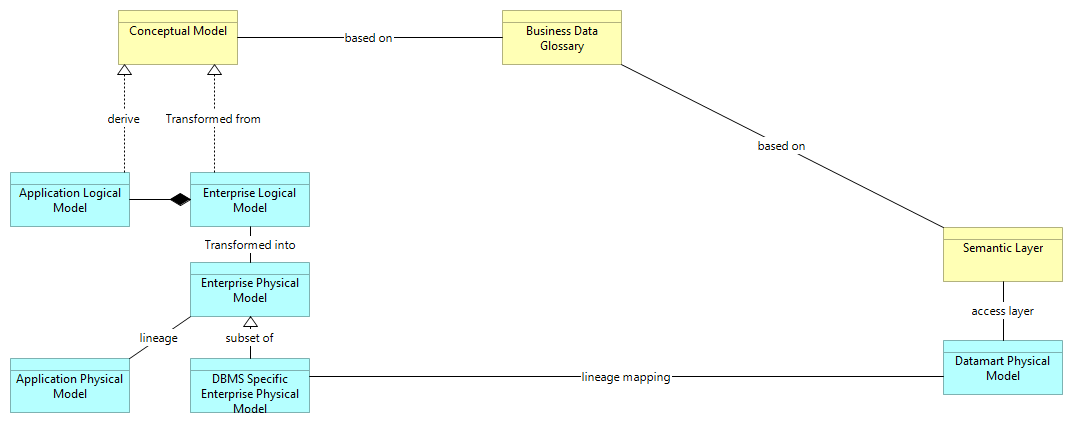 Conceptual Model
based on
Business Data
Glossary
derive
Transformed from
based on
Application Logical
Model
Enterprise Logical
Model
Transformed into
Semantic Layer
Enterprise Physical
Model
access layer
lineage
subset of
Application Physical
Model
DBMS Specific
Enterprise Physical
Model
lineage mapping
Datamart Physical
Model